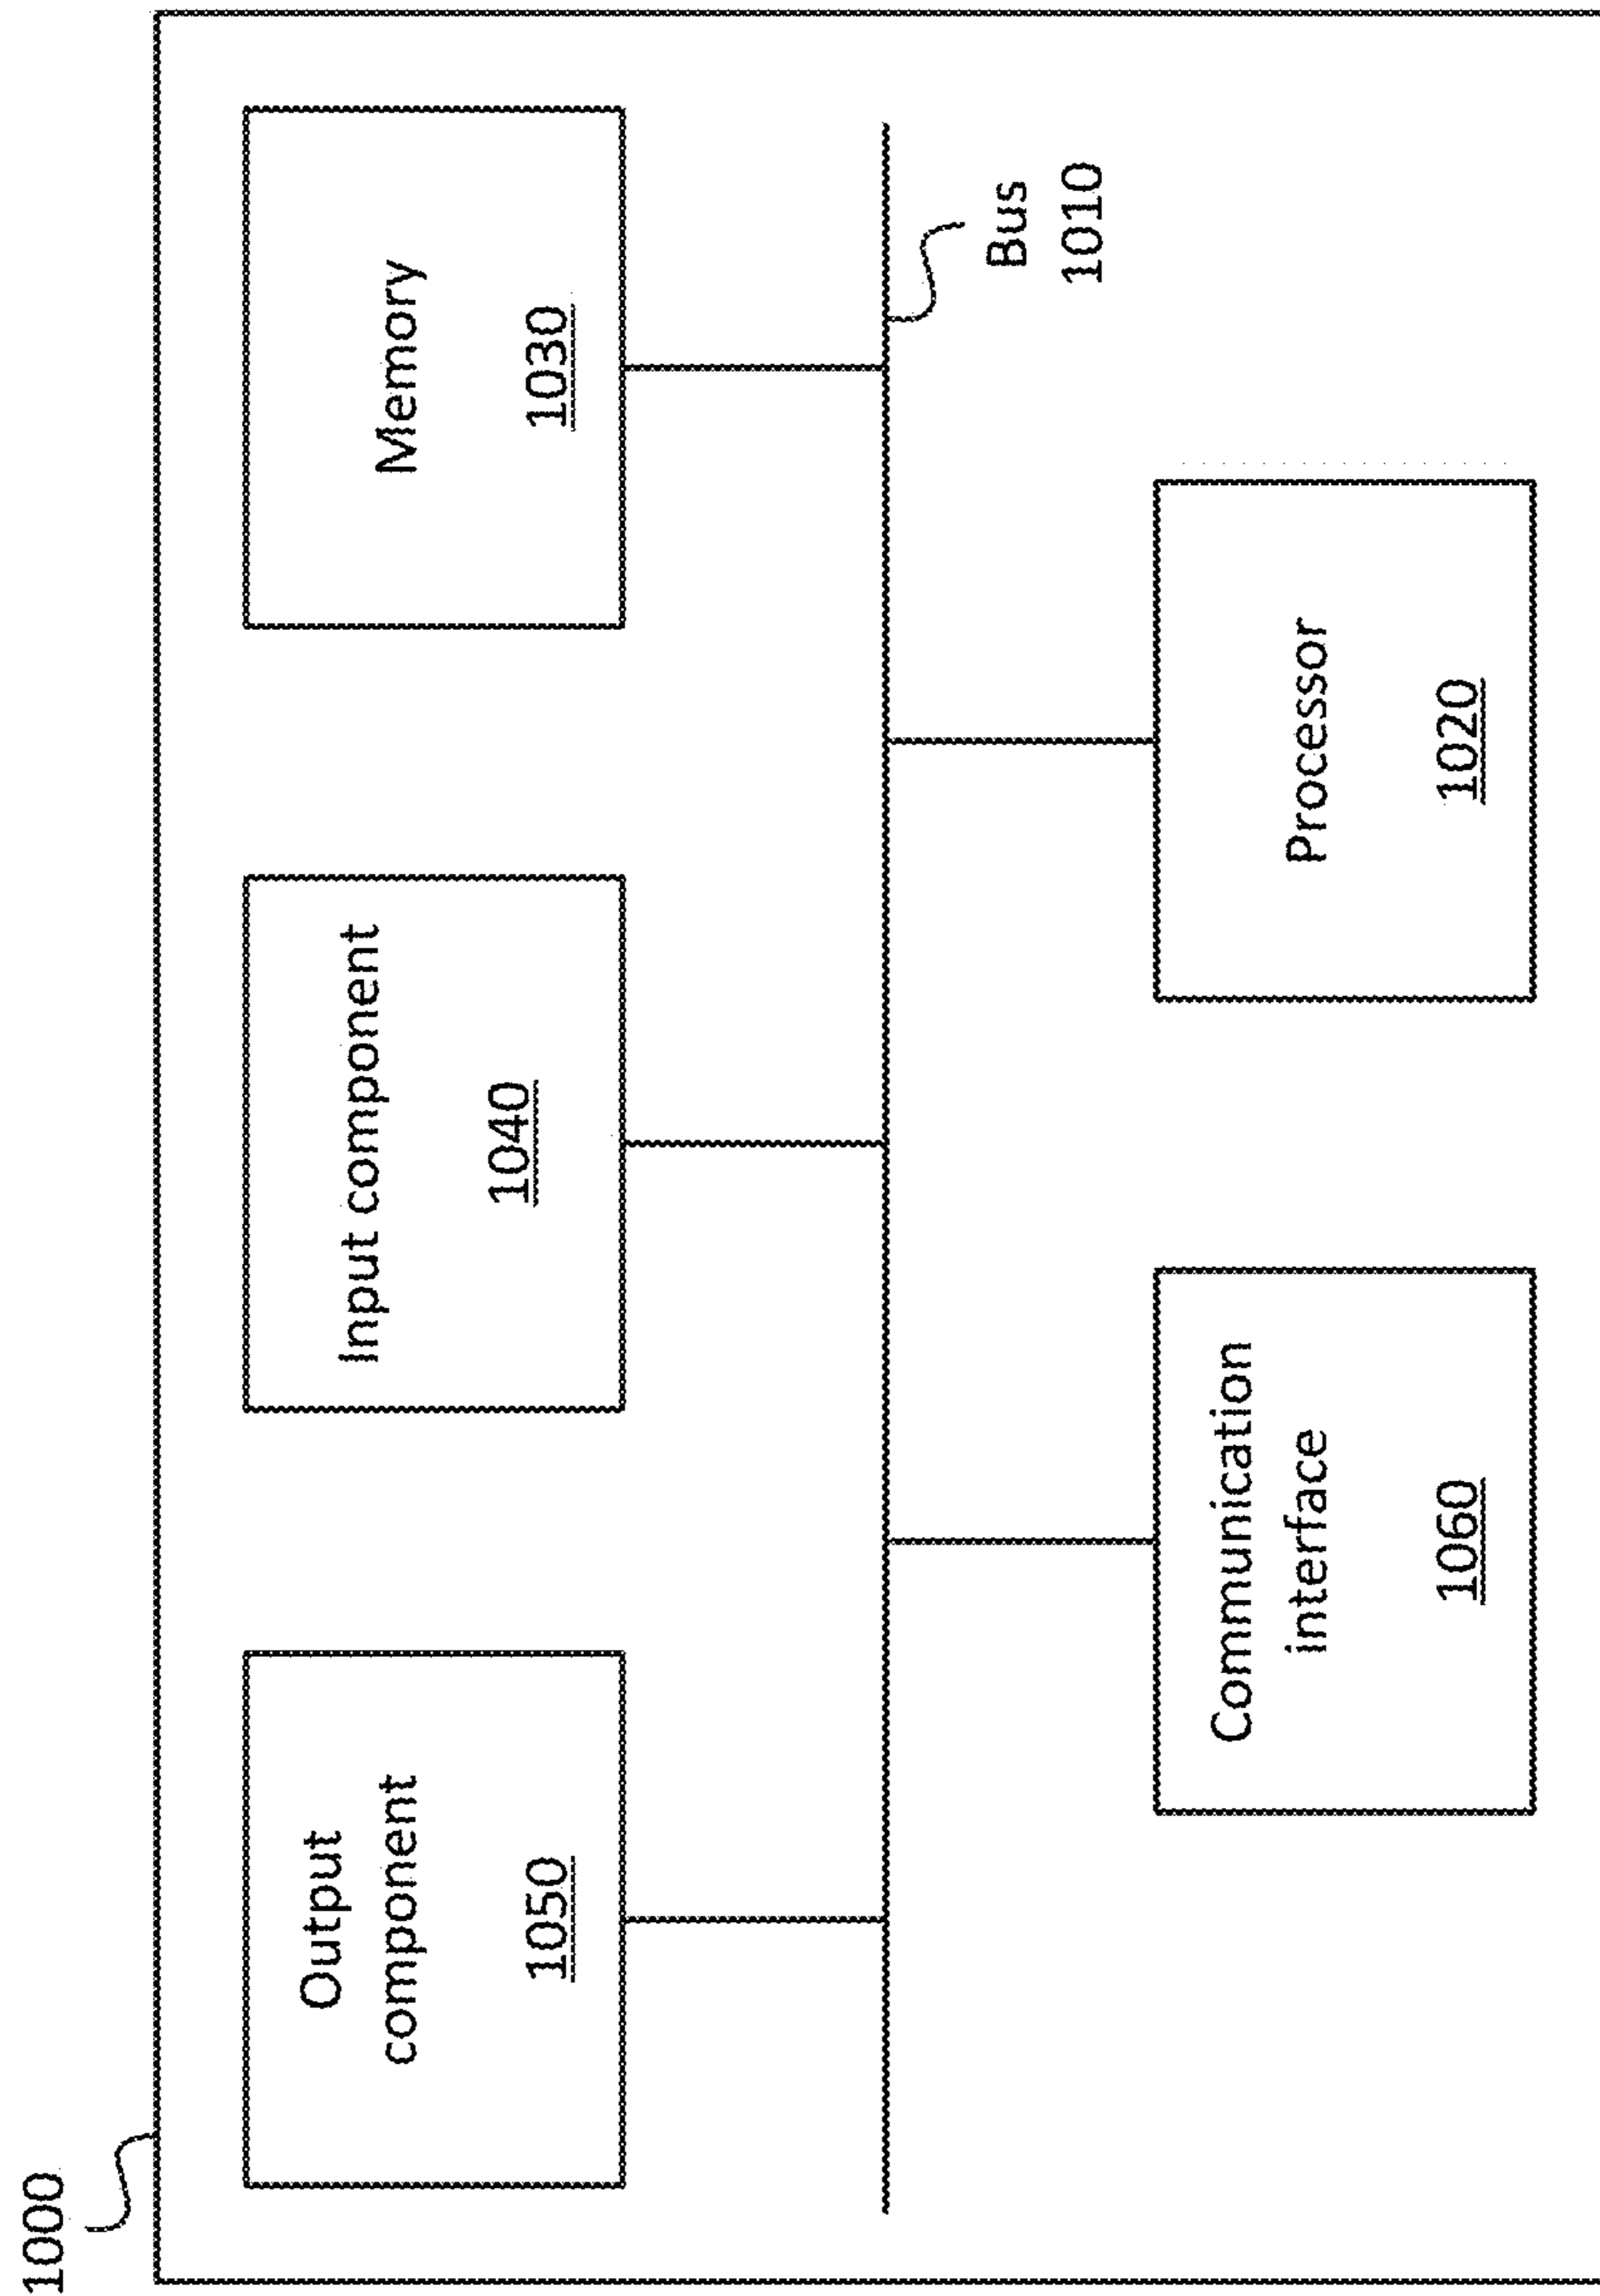 1000
Output
component
1050
Input component
1040
Memory
1030
Bus
1010
Communication
interface
1060
Processor
1020